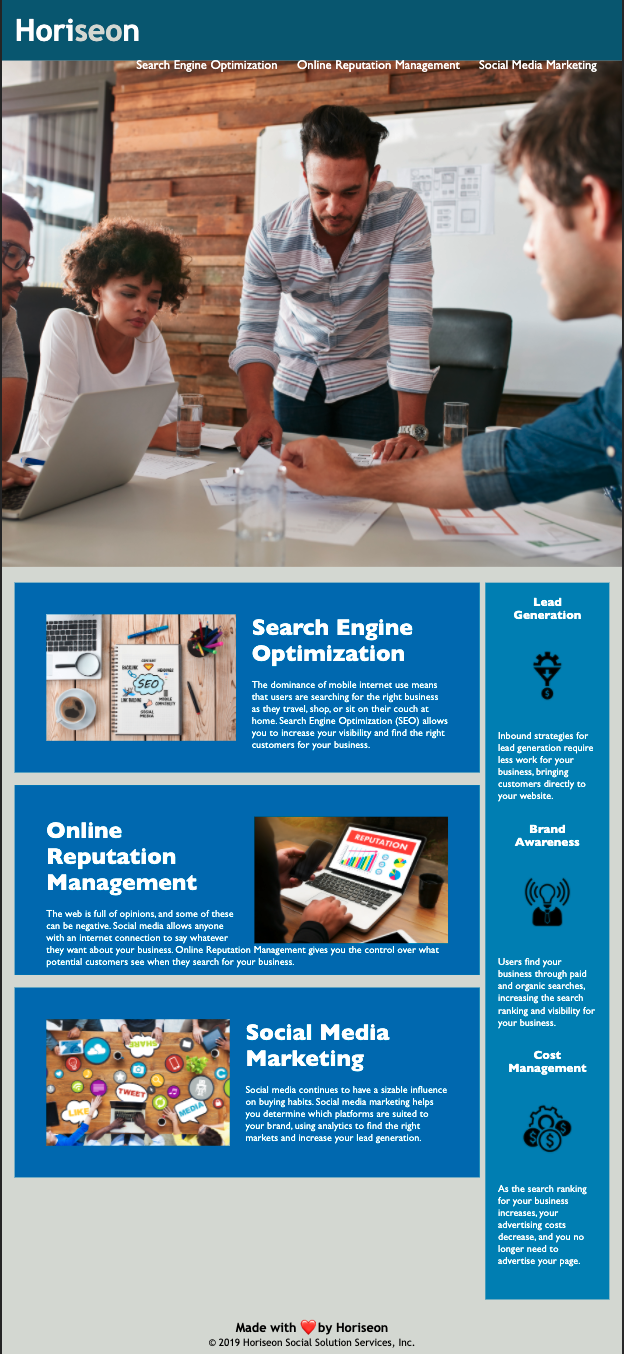 Horiseon
Search Engine Optimization Online Reputation Management Social Media Marketing
SEO
Search Engine
Optimization
The dominance of mobile internet use means
that users are searching for the right business
as they travel, shop, or sit on their couch at
home. Search Engine Optimization (SEO) allows
you to increase your visibility and find the right
customers for your business.
Online
Reputation
Management
The web is full of opinions, and some of these
can be negative. Social media allows anyone
with an internet connection to say whatever
they want about your business. Online Reputation Management gives you the control over what
potential customers see when they search for your business.
REPUTATION
SHARE
TWEET
LIKE
MEDIA
Social Media
Marketing
Social media continues to have a sizable influence
on buying habits. Social media marketing helps
you determine which platforms are suited to
your brand, using analytics to find the right
markets and increase your lead generation.
Lead
Generation
Inbound strategies for
lead generation require
less work for your
business, bringing
customers directly to
your website.
Brand
Awareness
Users find your
business through paid
and organic searches,
increasing the search
ranking and visibility for
your business.
Cost
Management
As the search ranking
for your business
increases, your
advertising costs
decrease, and you no
longer need to
advertise your page.
Made with ❤️ by Horiseon
© 2019 Horiseon Social Solution Services, Inc.